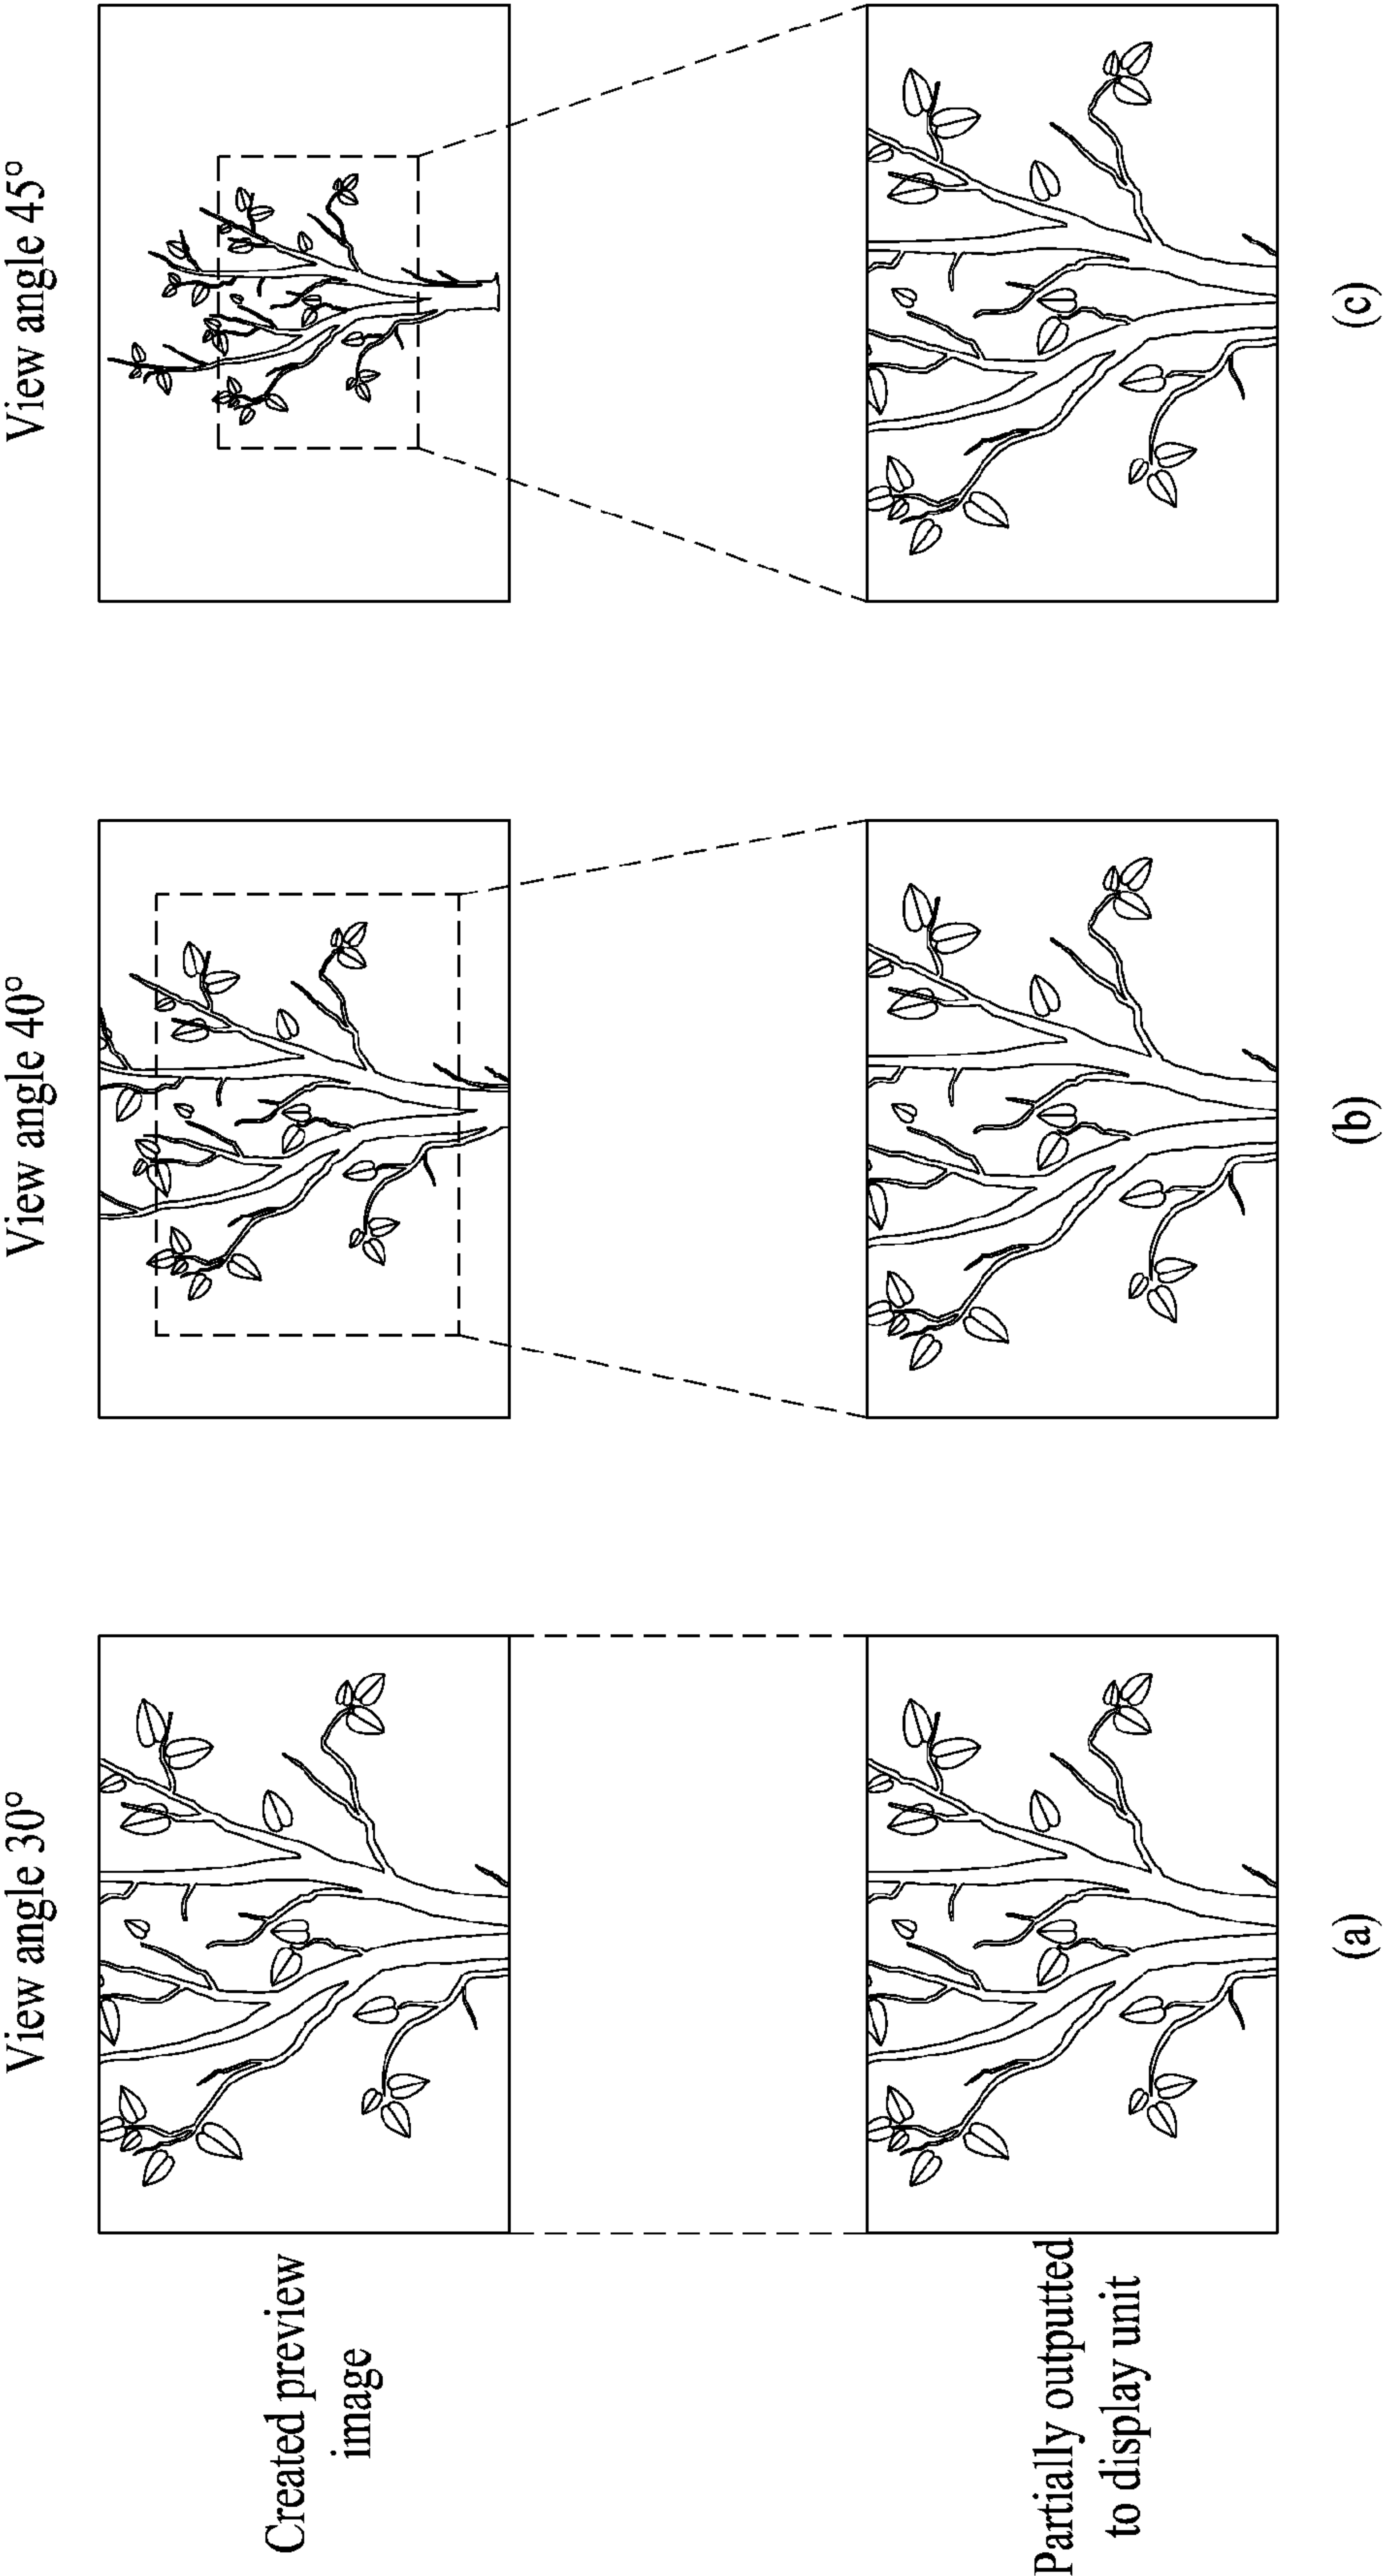 View angle 30°
View angle 40°
View angle 45°
Created preview
image
Partially outputted
to display unit
(a)
(b)
(c)